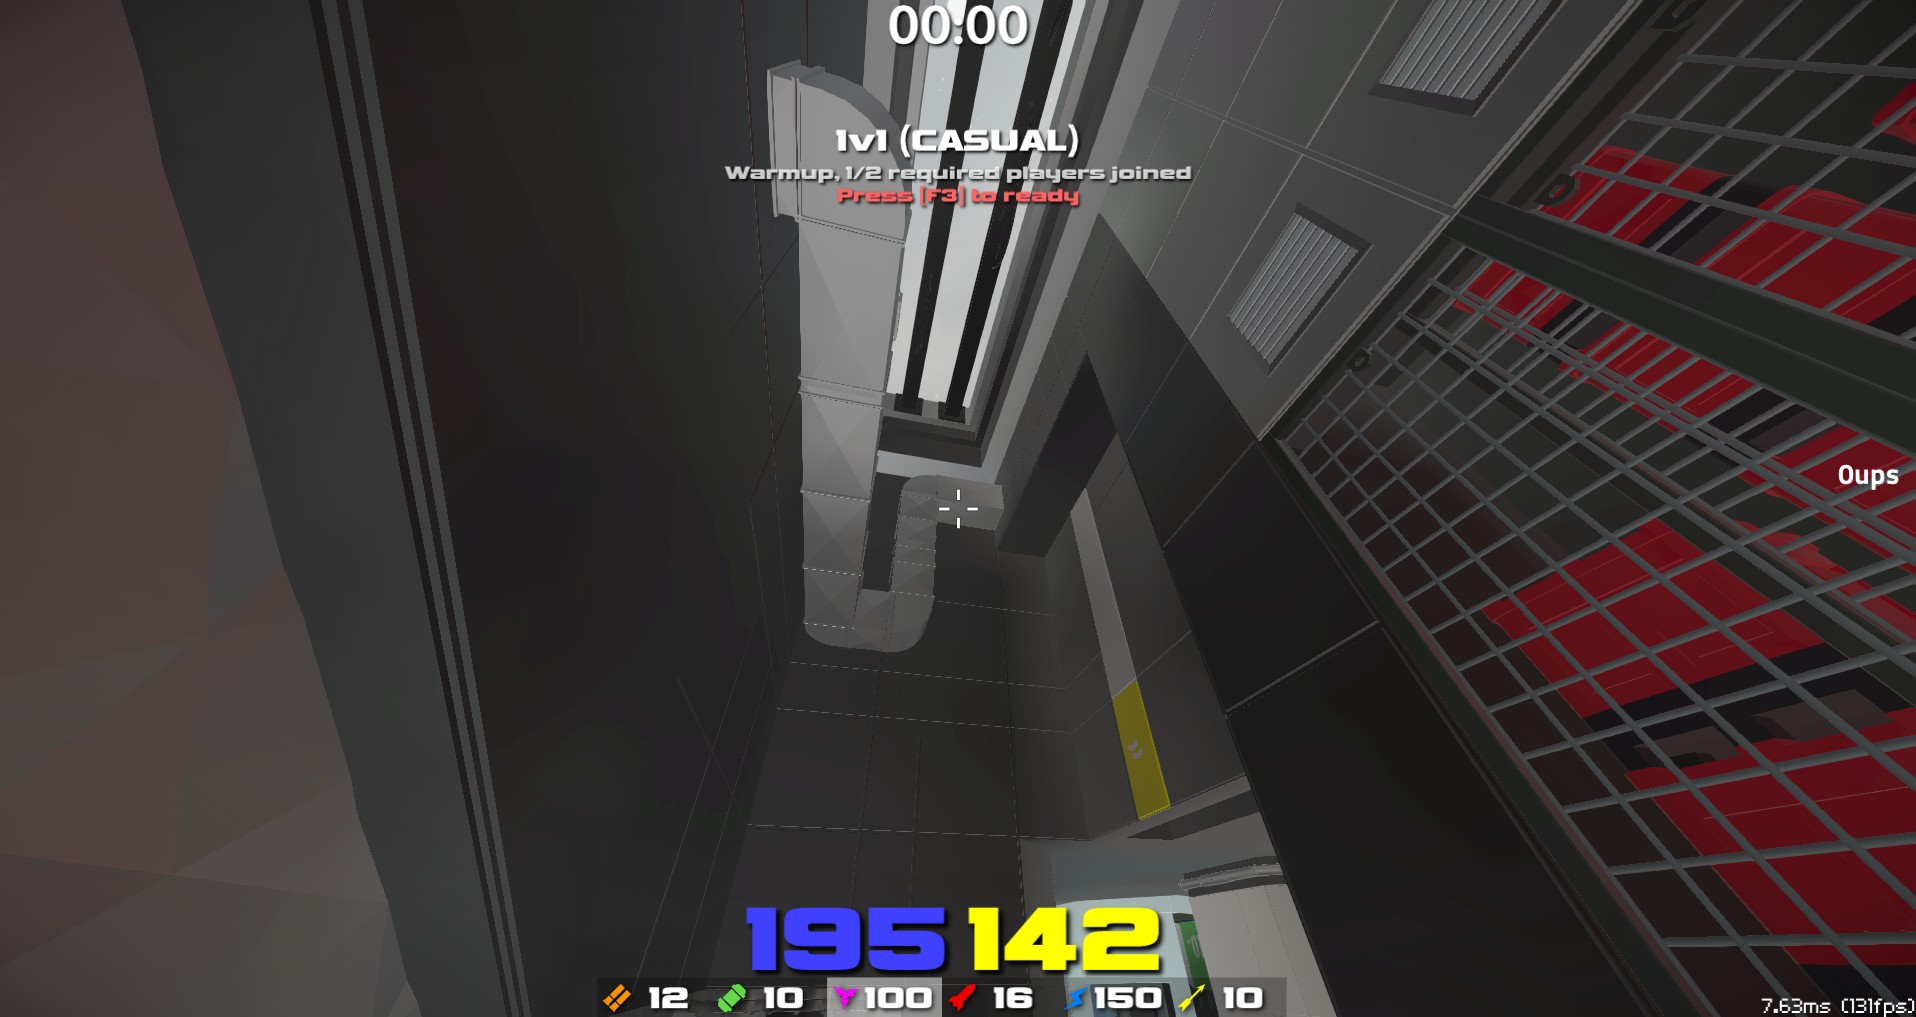 00:00
1v1 (CASUAL)
Warmup, 1/2 required players joined
Press [F3] to ready
Oups
195 142
12 10 100 16 150 10
7.63ms (131fps)